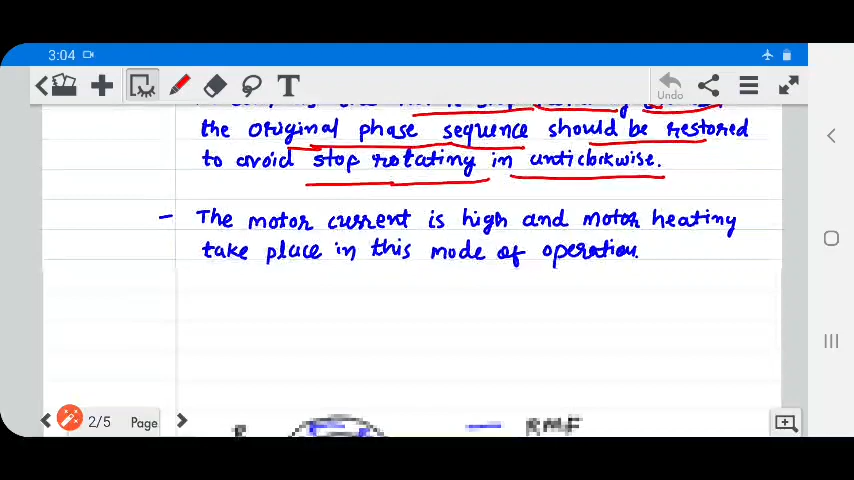 3:04
T
Undo
the original phase sequence should be restored
to avoid stop rotating in anticlockwise.
- The motor current is high and motor heating
take place in this mode of operation.
2/5 Page
R RMF